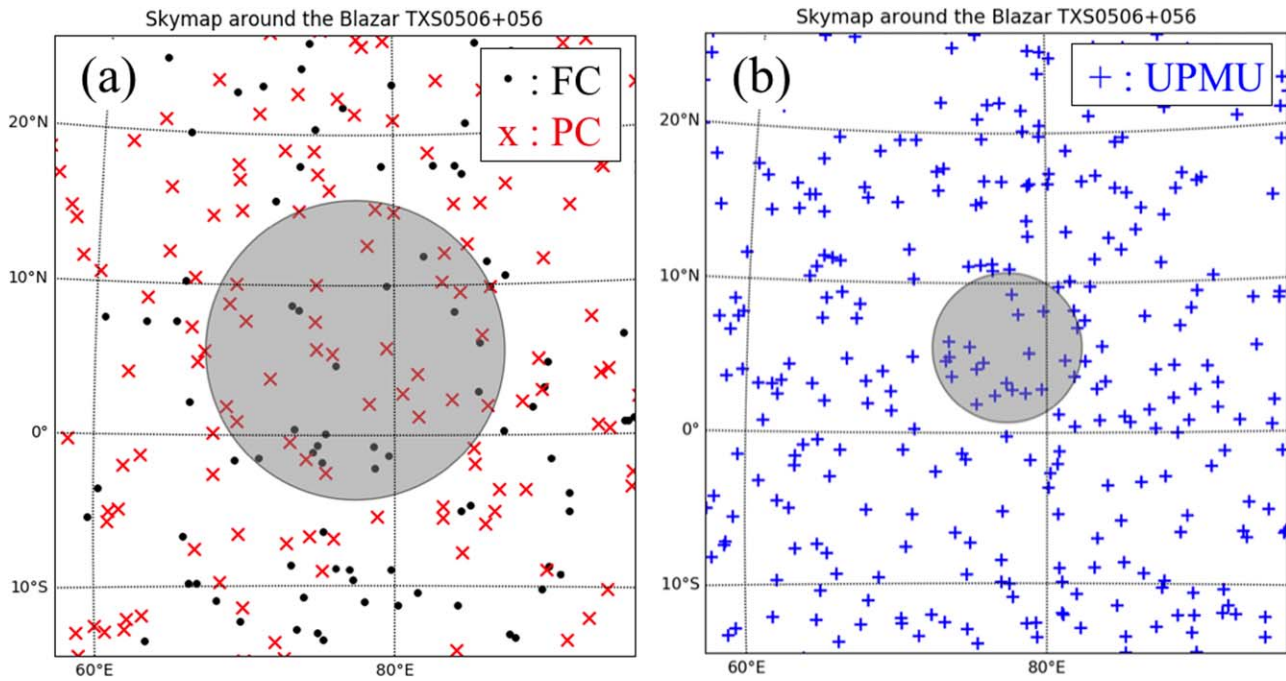 Skymap around the Blazar TXS0506+056
(a)
• : FC
x : PC
20°N
10°N
0°
10°S
60°E
80°E
Skymap around the Blazar TXS0506+056
(b)
+ : UPMU
20°N
10°N
0°
10°S
60°E
80°E